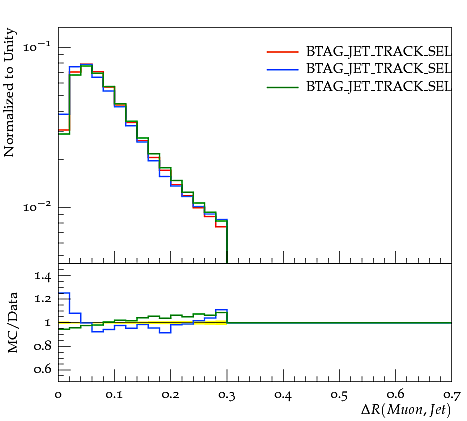 Normalized to Unity
10⁻¹
10⁻²
BTAG_JET_TRACK_SEL
BTAG_JET_TRACK_SEL
BTAG_JET_TRACK_SEL
MC/Data
1.4
1.2
1
0.8
0.6
0 0.1 0.2 0.3 0.4 0.5 0.6 0.7
ΔR(Muon, Jet)